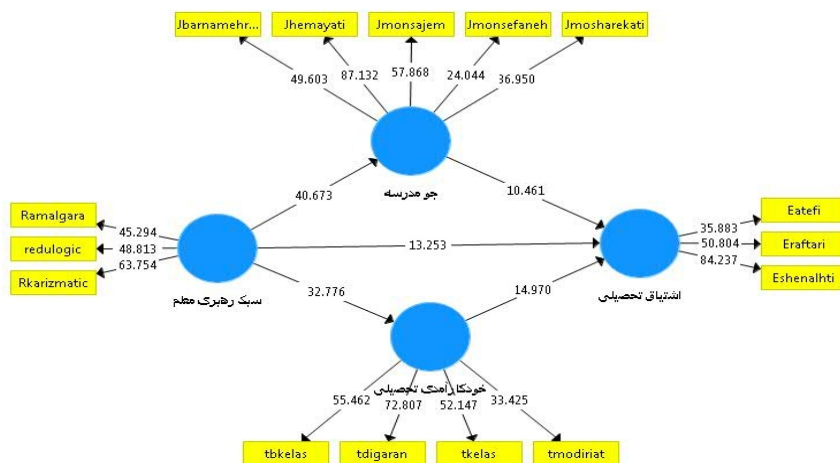 Jbarnamehr...
Jhemayati
Jmonsajem
Jmonsefaneh
Jmosharekati
49.603
87.132
57.868
24.044
36.950
جو مدرسه
40.673
10.461
Ramalgara
redulogic
Rkarizmatic
45.294
48.813
63.754
سبک رهبری معلم
13.253
35.883
50.804
84.237
Eatefi
Eraftari
Eshenalhti
اشتیاق تحصیلی
32.776
14.970
خودکارآمدی تحصیلی
55.462
72.807
52.147
33.425
tbkelas
tdigaran
tkelas
tmodiriat